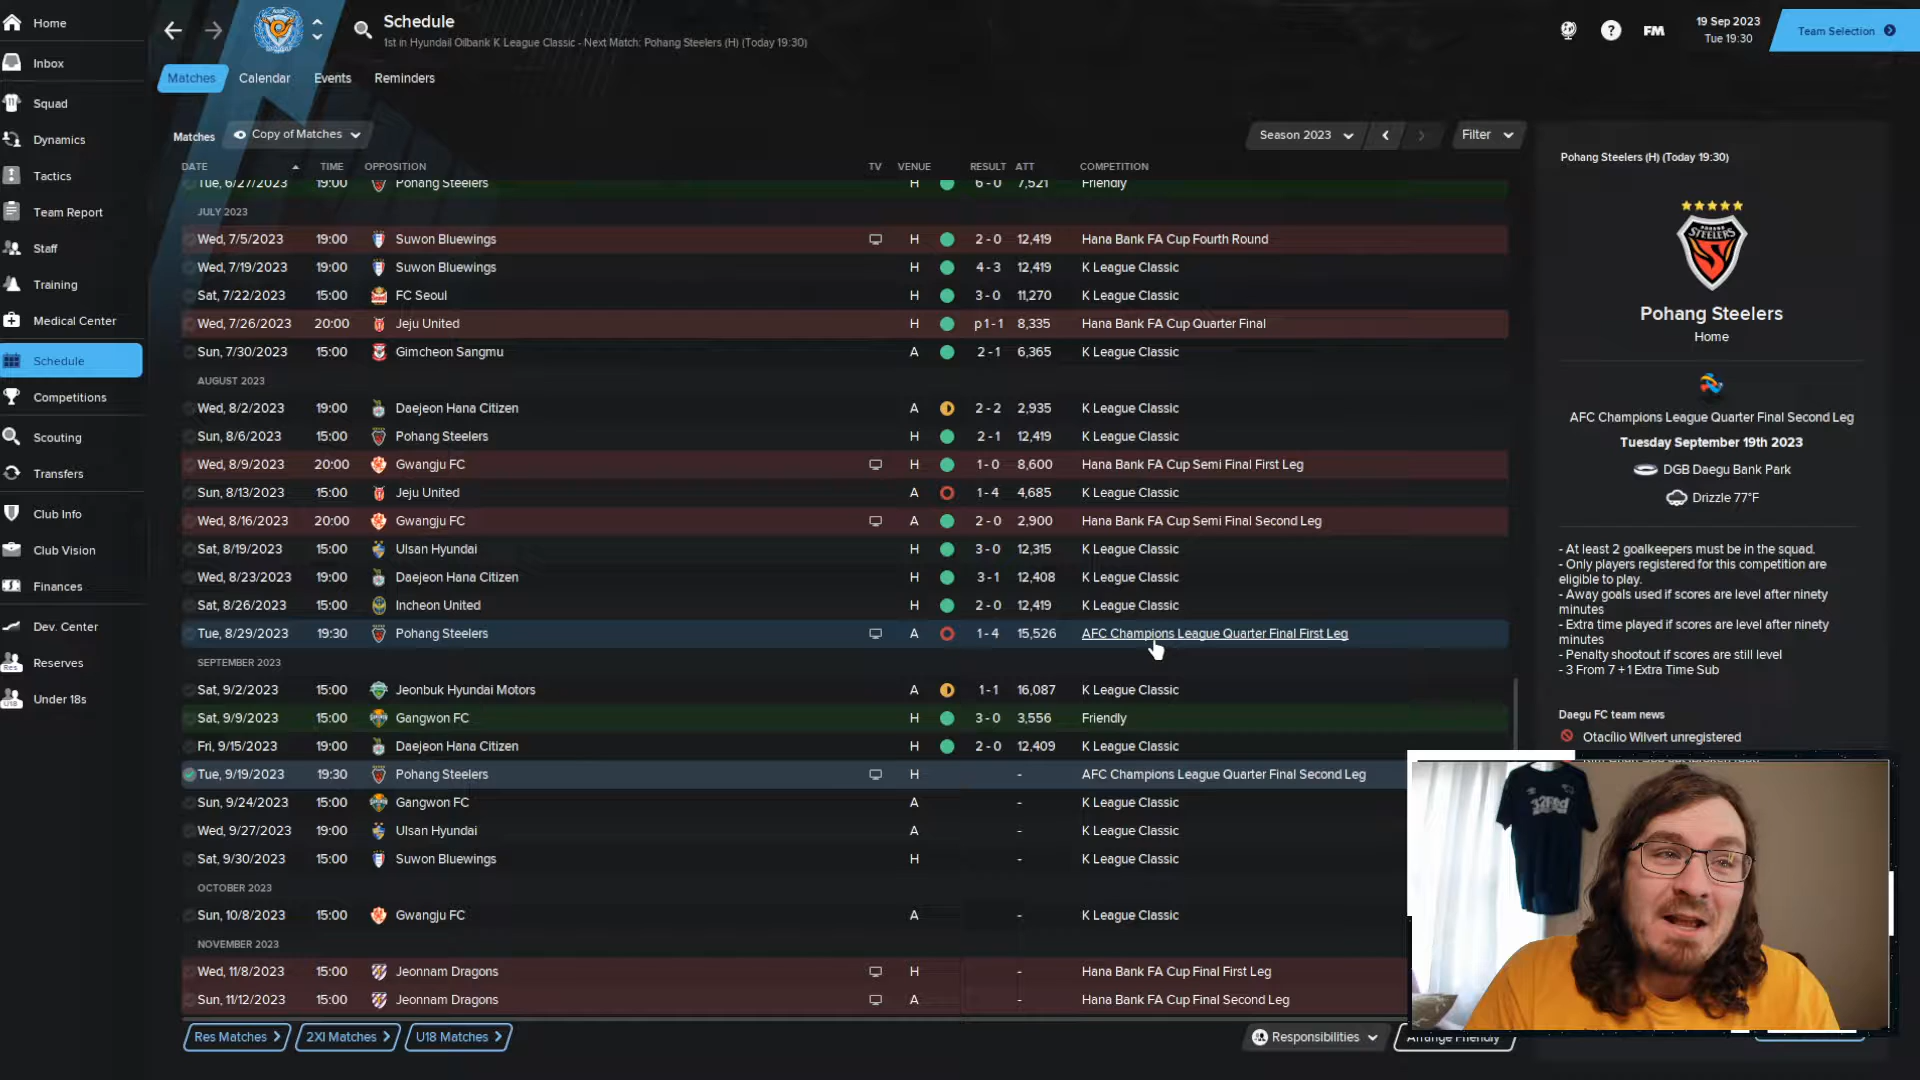 Home
Inbox
Squad
Dynamics
Tactics
Team Report
Staff
Training
Medical Center
Schedule
Competitions
Scouting
Transfers
Club Info
Club Vision
Finances
Dev. Center
Reserves
Under 18s
Schedule
1st in Hyundail Oilbank K League Classic - Next Match: Pohang Steelers (H) (Today 19:30)
FM
19 Sep 2023
Tue 19:30
Team Selection
Matches Calendar Events Reminders
Matches Copy of Matches Season 2023 Filter
DATE TIME OPPOSITION TV VENUE RESULT ATT COMPETITION
Tue, 6/27/2023 19:00 Pohang Steelers H 6 - 0 7,521 Friendly
JULY 2023
Wed, 7/5/2023 19:00 Suwon Bluewings H 2 - 0 12,419 Hana Bank FA Cup Fourth Round
Wed, 7/19/2023 19:00 Suwon Bluewings H 4 - 3 12,419 K League Classic
Sat, 7/22/2023 15:00 FC Seoul H 3 - 0 11,270 K League Classic
Wed, 7/26/2023 20:00 Jeju United H p 1 - 1 8,335 Hana Bank FA Cup Quarter Final
Sun, 7/30/2023 15:00 Gimcheon Sangmu A 2 - 1 6,365 K League Classic
AUGUST 2023
Wed, 8/2/2023 19:00 Daejeon Hana Citizen A 2 - 2 2,935 K League Classic
Sun, 8/6/2023 15:00 Pohang Steelers H 2 - 1 12,419 K League Classic
Wed, 8/9/2023 20:00 Gwangju FC H 1 - 0 8,600 Hana Bank FA Cup Semi Final First Leg
Sun, 8/13/2023 15:00 Jeju United A 1 - 4 4,685 K League Classic
Wed, 8/16/2023 20:00 Gwangju FC A 2 - 0 2,900 Hana Bank FA Cup Semi Final Second Leg
Sat, 8/19/2023 15:00 Ulsan Hyundai H 3 - 0 12,315 K League Classic
Wed, 8/23/2023 19:00 Daejeon Hana Citizen H 3 - 1 12,408 K League Classic
Sat, 8/26/2023 15:00 Incheon United H 2 - 0 12,419 K League Classic
Tue, 8/29/2023 19:30 Pohang Steelers A 1 - 4 15,526 AFC Champions League Quarter Final First Leg
SEPTEMBER 2023
Sat, 9/2/2023 15:00 Jeonbuk Hyundai Motors A 1 - 1 16,087 K League Classic
Sat, 9/9/2023 15:00 Gangwon FC H 3 - 0 3,556 Friendly
Fri, 9/15/2023 19:00 Daejeon Hana Citizen H 2 - 0 12,409 K League Classic
Tue, 9/19/2023 19:30 Pohang Steelers H - AFC Champions League Quarter Final Second Leg
Sun, 9/24/2023 15:00 Gangwon FC A - K League Classic
Wed, 9/27/2023 19:00 Ulsan Hyundai A - K League Classic
Sat, 9/30/2023 15:00 Suwon Bluewings H - K League Classic
OCTOBER 2023
Sun, 10/8/2023 15:00 Gwangju FC A - K League Classic
NOVEMBER 2023
Wed, 11/8/2023 15:00 Jeonnam Dragons H - Hana Bank FA Cup Final First Leg
Sun, 11/12/2023 15:00 Jeonnam Dragons A - Hana Bank FA Cup Final Second Leg
Res Matches 2XI Matches U18 Matches Responsibilities Arrange Friendly
Pohang Steelers (H) (Today 19:30)
STEELERS
Pohang Steelers
Home
AFC Champions League Quarter Final Second Leg
Tuesday September 19th 2023
DGB Daegu Bank Park
Drizzle 77°F
- At least 2 goalkeepers must be in the squad.
- Only players registered for this competition are
eligible to play.
- Away goals used if scores are level after ninety
minutes
- Extra time played if scores are level after ninety
minutes
- Penalty shootout if scores are still level
- 3 From 7 + 1 Extra Time Sub
Daegu FC team news
Otacílio Wilvert unregistered
32Red